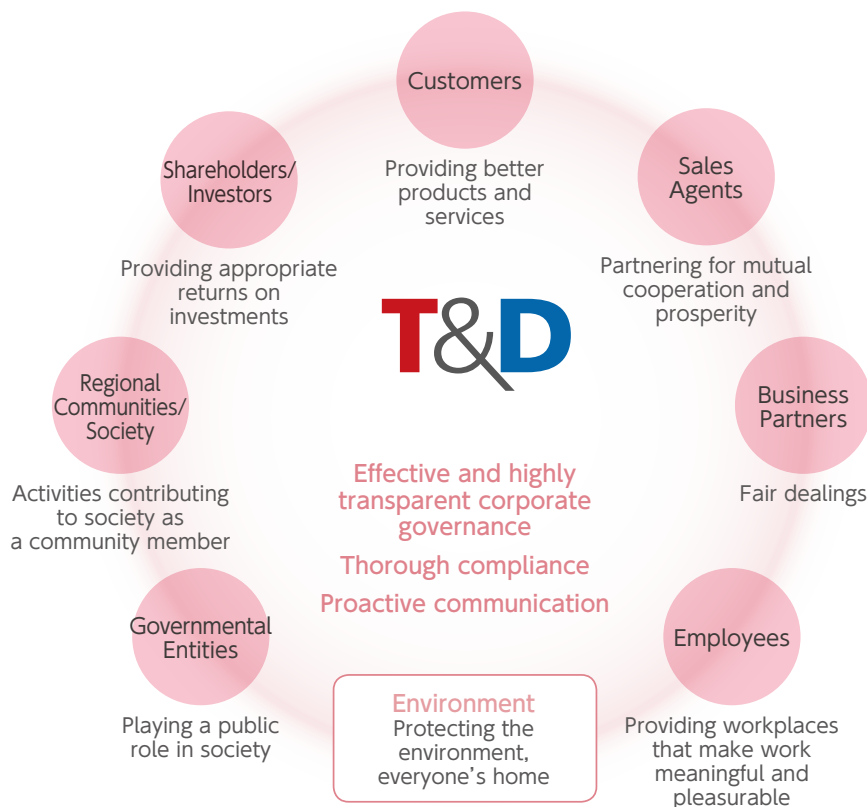 Customers
Providing better
products and
services
Shareholders/
Investors
Providing appropriate
returns on
investments
Sales
Agents
Partnering for mutual
cooperation and
prosperity
T&D
Regional
Communities/
Society
Activities contributing
to society as
a community member
Business
Partners
Fair dealings
Effective and highly
transparent corporate
governance
Thorough compliance
Proactive communication
Governmental
Entities
Playing a public
role in society
Employees
Providing workplaces
that make work
meaningful and
pleasurable
Environment
Protecting the
environment,
everyone's home